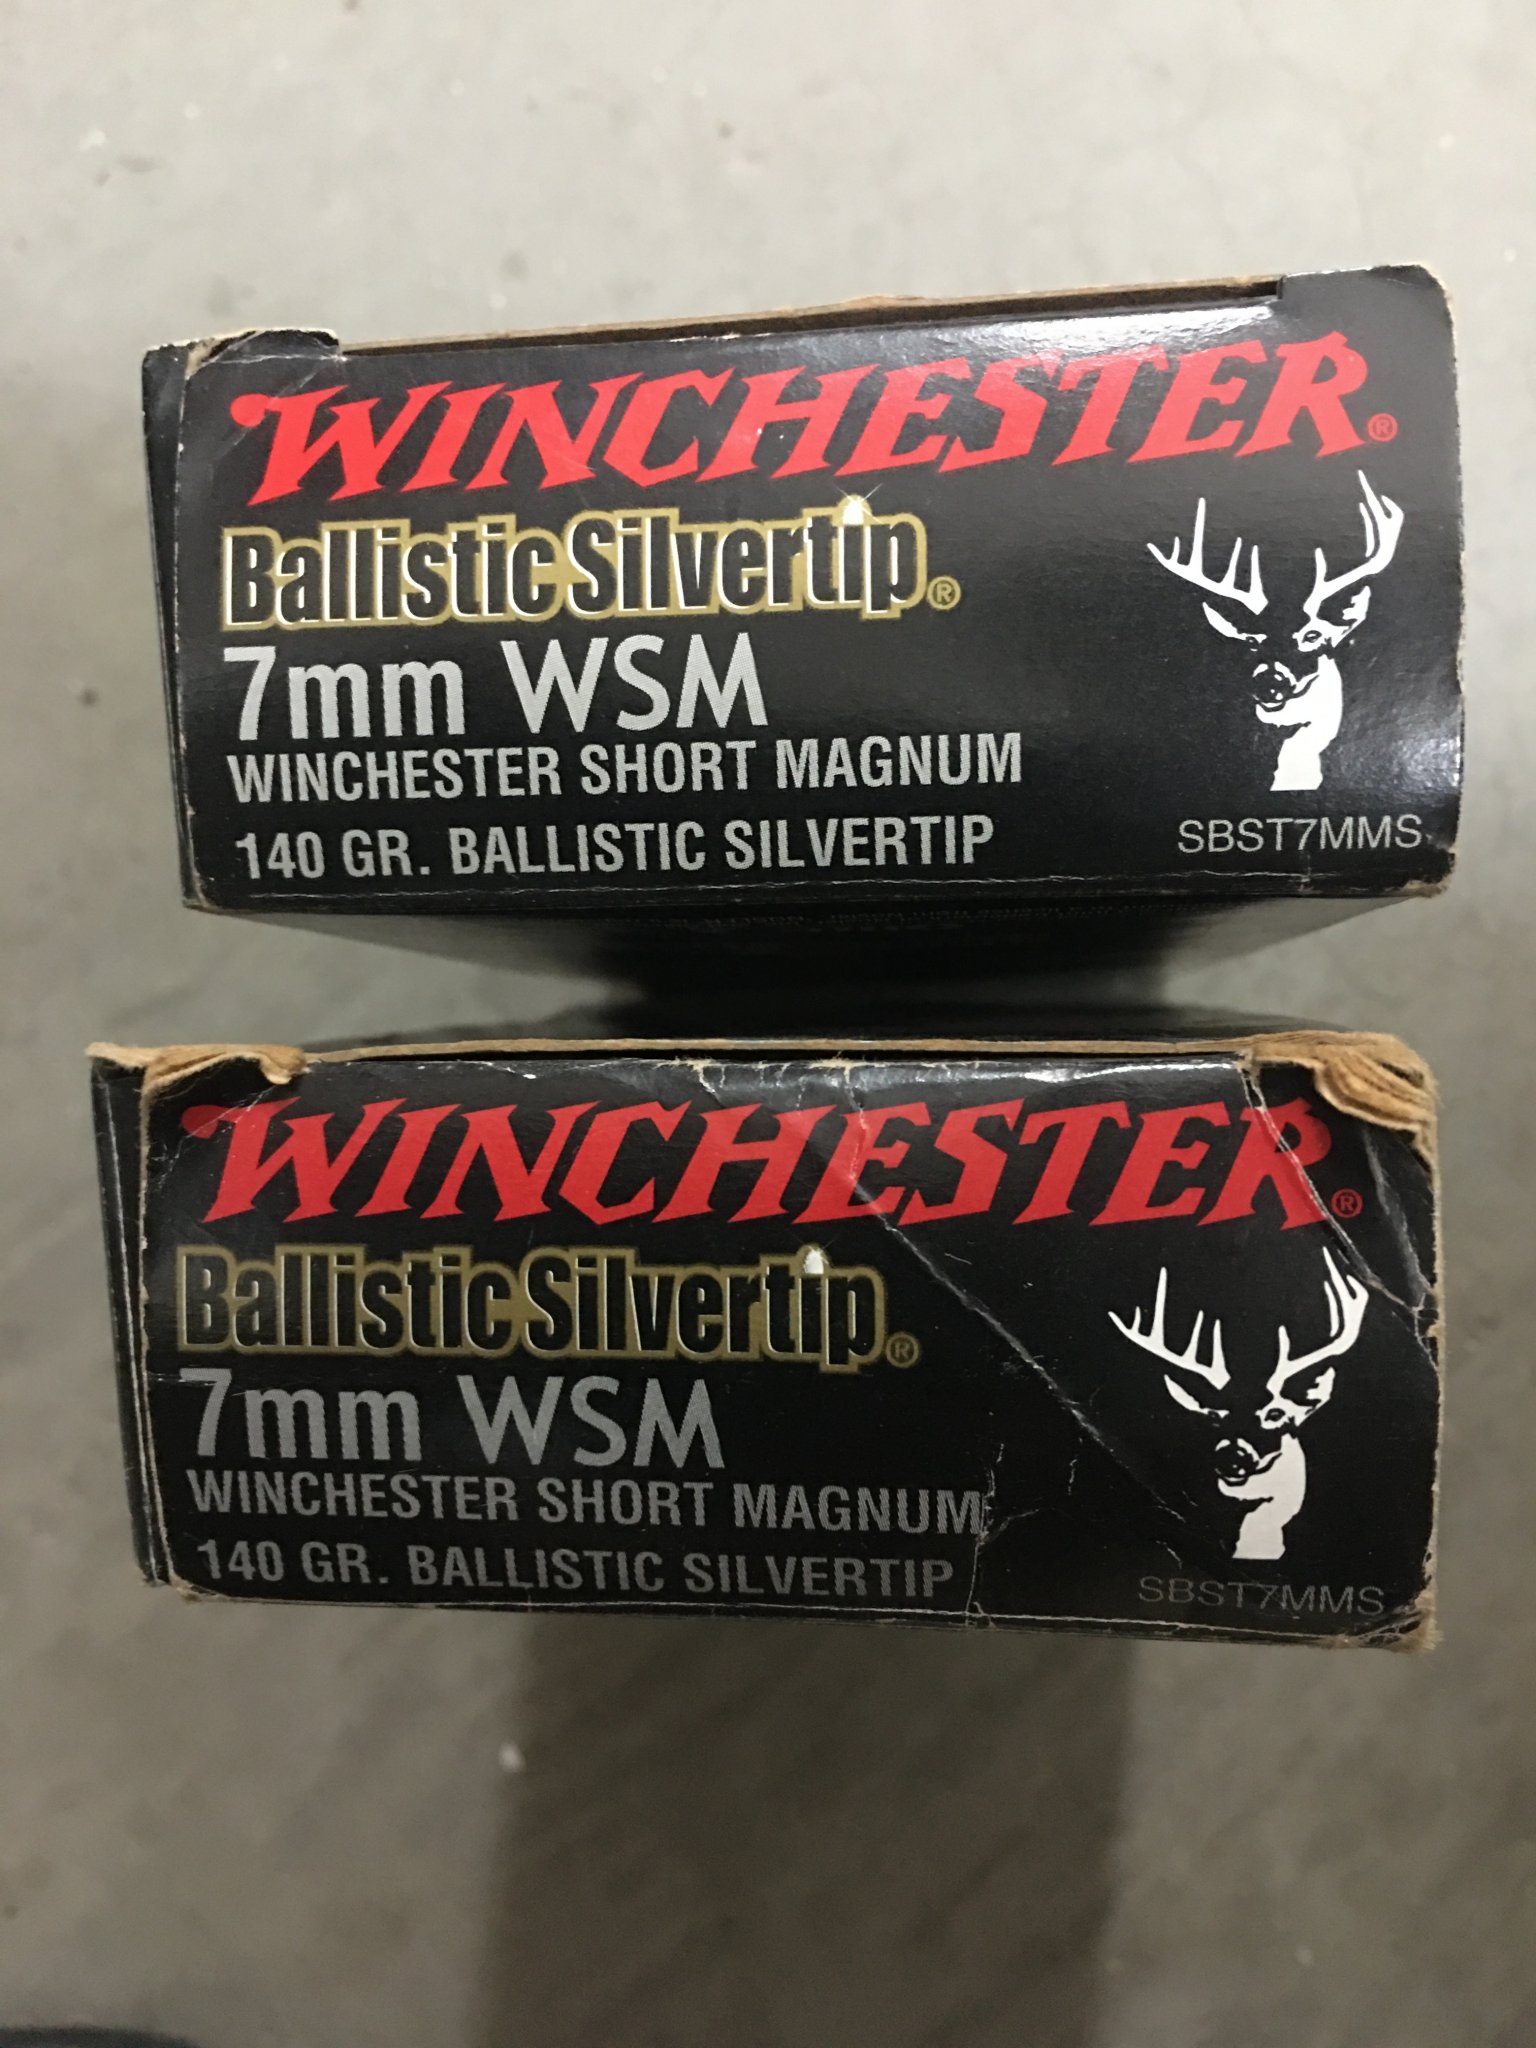 WINCHESTER®
Ballistic Silvertip®
7mm WSM
WINCHESTER SHORT MAGNUM
140 GR. BALLISTIC SILVERTIP
SBST7MMS
WINCHESTER®
Ballistic Silvertip®
7mm WSM
WINCHESTER SHORT MAGNUM
140 GR. BALLISTIC SILVERTIP
SBST7MMS